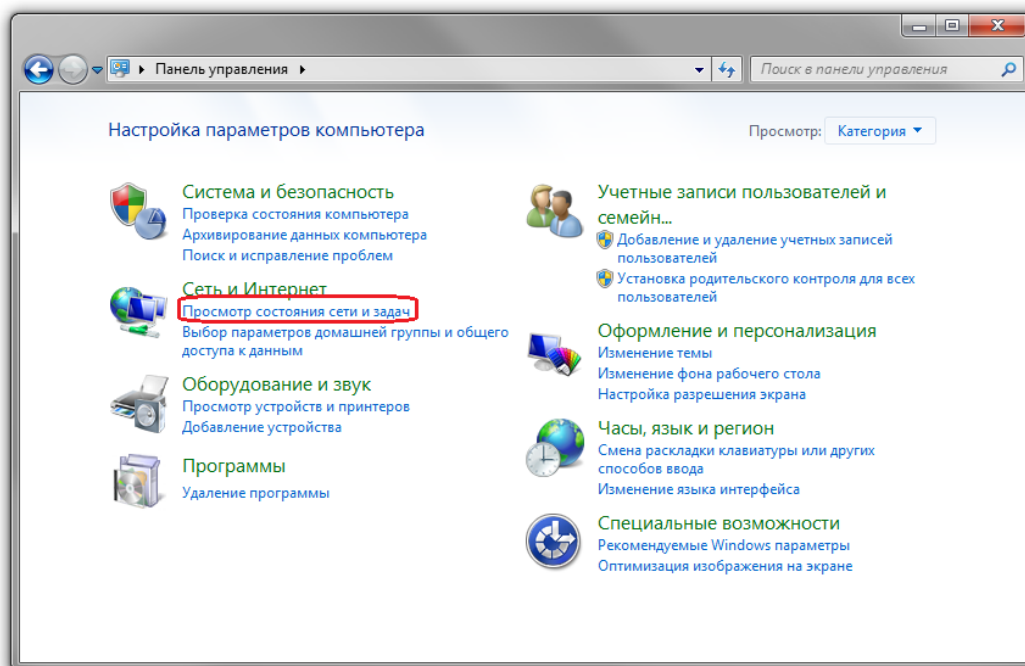 Панель управления
Поиск в панели управления
Настройка параметров компьютера
Просмотр: Категория
Система и безопасность
Проверка состояния компьютера
Архивирование данных компьютера
Поиск и исправление проблем
Сеть и Интернет
Просмотр состояния сети и задач
Выбор параметров домашней группы и общего
доступа к данным
Оборудование и звук
Просмотр устройств и принтеров
Добавление устройства
Программы
Удаление программы
Учетные записи пользователей и
семейн...
Добавление и удаление учетных записей
пользователей
Установка родительского контроля для всех
пользователей
Оформление и персонализация
Изменение темы
Изменение фона рабочего стола
Настройка разрешения экрана
Часы, язык и регион
Смена раскладки клавиатуры или других
способов ввода
Изменение языка интерфейса
Специальные возможности
Рекомендуемые Windows параметры
Оптимизация изображения на экране